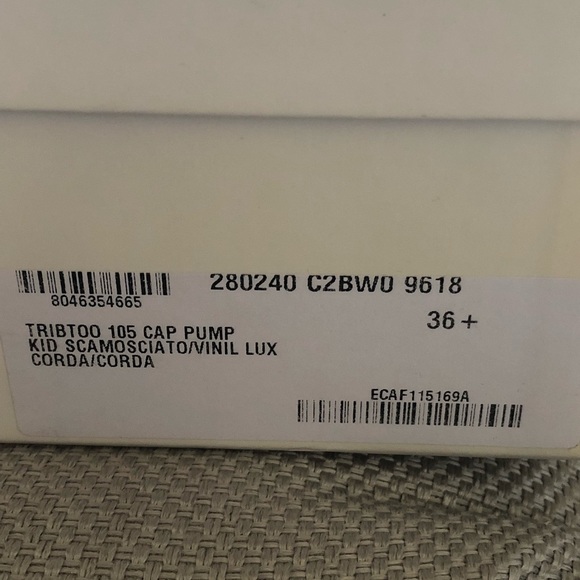 280240 C2BW0 9618
8046354665
36+
TRIBTOO 105 CAP PUMP
KID SCAMOSCIATO/VINIL LUX
CORDA/CORDA
ECAF115169A